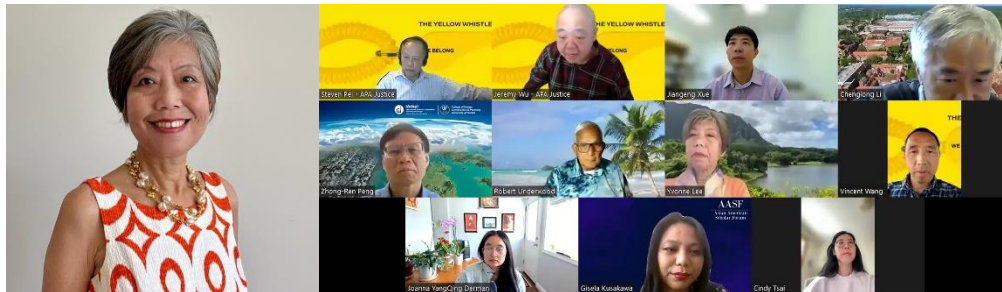 THE YELLOW WHISTLE
E BELONG
Steven Pei - APA Justice
THE YELLOW WHISTLE
BELONG
Jeremy Wu - APA Justice
Jiangeng Xue
Chenglong Li
Zhong-Ren Peng
Robert Underwood
Yvonne Lee
THE
WE
Vincent Wang
Joanna YangQing Derman
AASF
Asian American
Scholar Forum
Gisela Kusakawa
Cindy Tsai